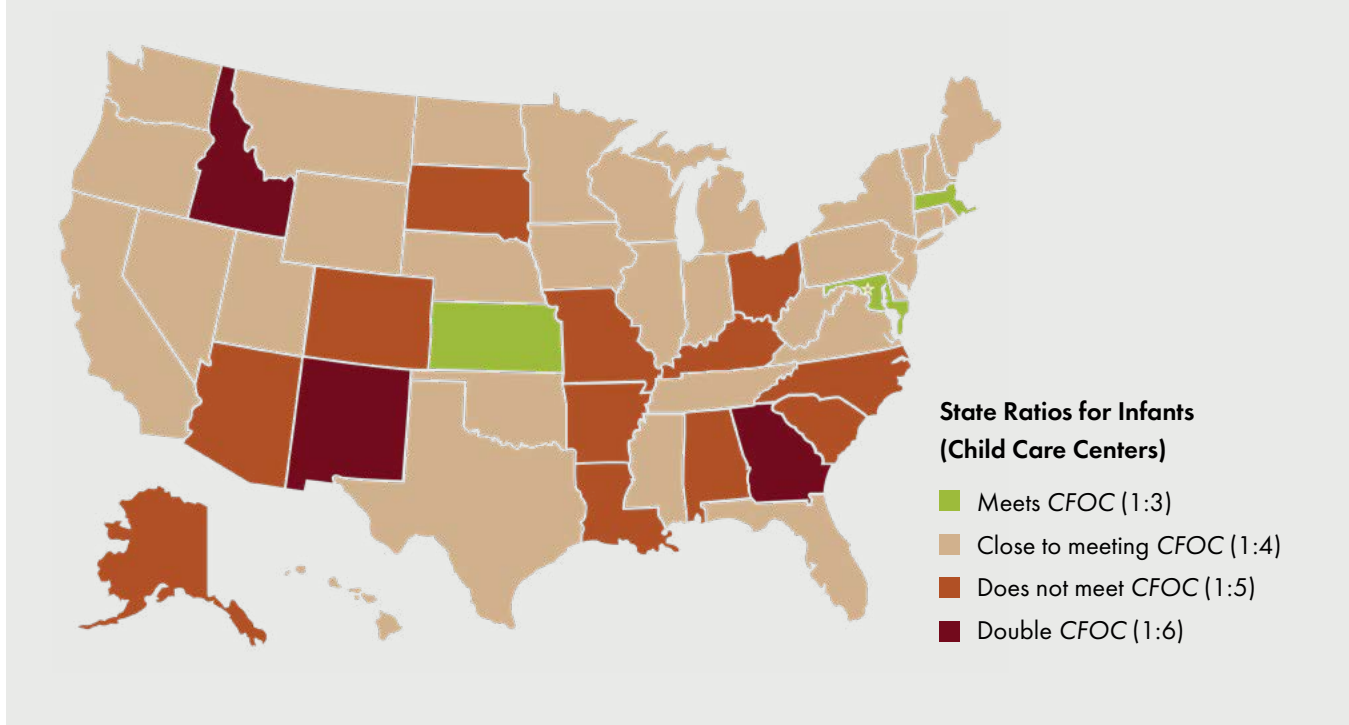 State Ratios for Infants
(Child Care Centers)
Meets CFOC (1:3)
Close to meeting CFOC (1:4)
Does not meet CFOC (1:5)
Double CFOC (1:6)